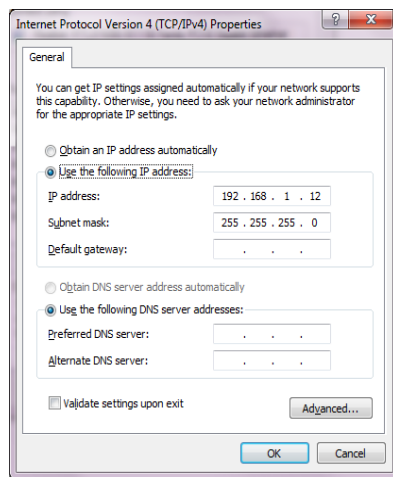 Internet Protocol Version 4 (TCP/IPv4) Properties
General
You can get IP settings assigned automatically if your network supports
this capability. Otherwise, you need to ask your network administrator
for the appropriate IP settings.
Obtain an IP address automatically
Use the following IP address:
IP address: 192 . 168 . 1 . 12
Subnet mask: 255 . 255 . 255 . 0
Default gateway: . . .
Obtain DNS server address automatically
Use the following DNS server addresses:
Preferred DNS server: . . .
Alternate DNS server: . . .
Validate settings upon exit
Advanced...
OK Cancel